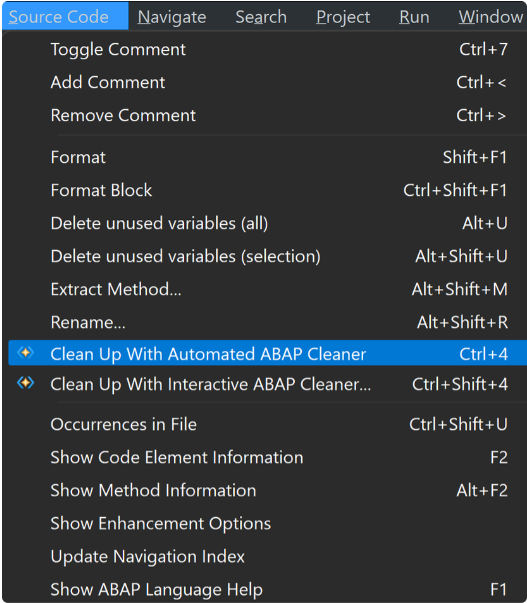 Source Code Navigate Search Project Run Window
Toggle Comment Ctrl+7
Add Comment Ctrl+<
Remove Comment Ctrl+>
Format Shift+F1
Format Block Ctrl+Shift+F1
Delete unused variables (all) Alt+U
Delete unused variables (selection) Alt+Shift+U
Extract Method... Alt+Shift+M
Rename... Alt+Shift+R
Clean Up With Automated ABAP Cleaner Ctrl+4
Clean Up With Interactive ABAP Cleaner... Ctrl+Shift+4
Occurrences in File Ctrl+Shift+U
Show Code Element Information F2
Show Method Information Alt+F2
Show Enhancement Options
Update Navigation Index
Show ABAP Language Help F1